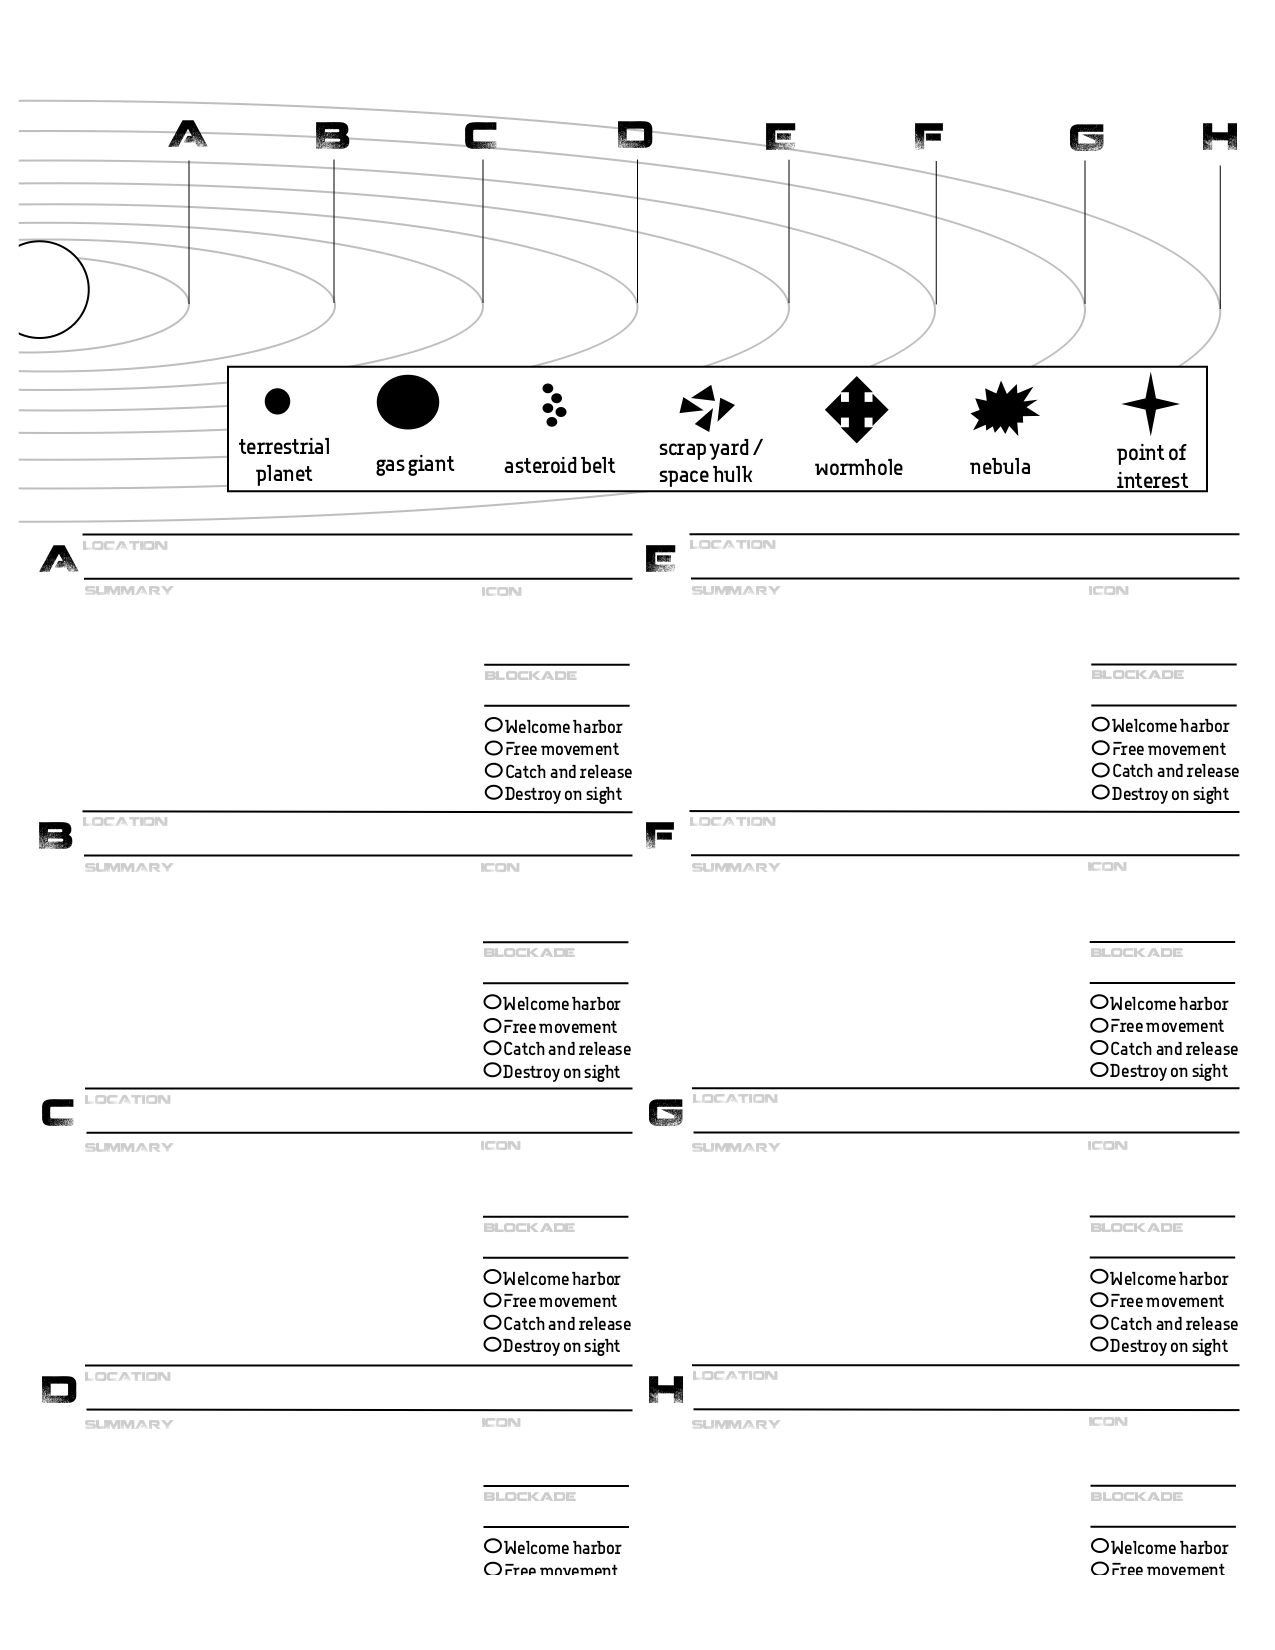 A B C D E F G H
terrestrial planet
gas giant
asteroid belt
scrap yard / space hulk
wormhole
nebula
point of interest
A
LOCATION
SUMMARY ICON
BLOCKADE
Welcome harbor
Free movement
Catch and release
Destroy on sight
B
LOCATION
SUMMARY ICON
BLOCKADE
Welcome harbor
Free movement
Catch and release
Destroy on sight
C
LOCATION
SUMMARY ICON
BLOCKADE
Welcome harbor
Free movement
Catch and release
Destroy on sight
D
LOCATION
SUMMARY ICON
BLOCKADE
Welcome harbor
Free movement
E
LOCATION
SUMMARY ICON
BLOCKADE
Welcome harbor
Free movement
Catch and release
Destroy on sight
F
LOCATION
SUMMARY ICON
BLOCKADE
Welcome harbor
Free movement
Catch and release
Destroy on sight
G
LOCATION
SUMMARY ICON
BLOCKADE
Welcome harbor
Free movement
Catch and release
Destroy on sight
H
LOCATION
SUMMARY ICON
BLOCKADE
Welcome harbor
Free movement